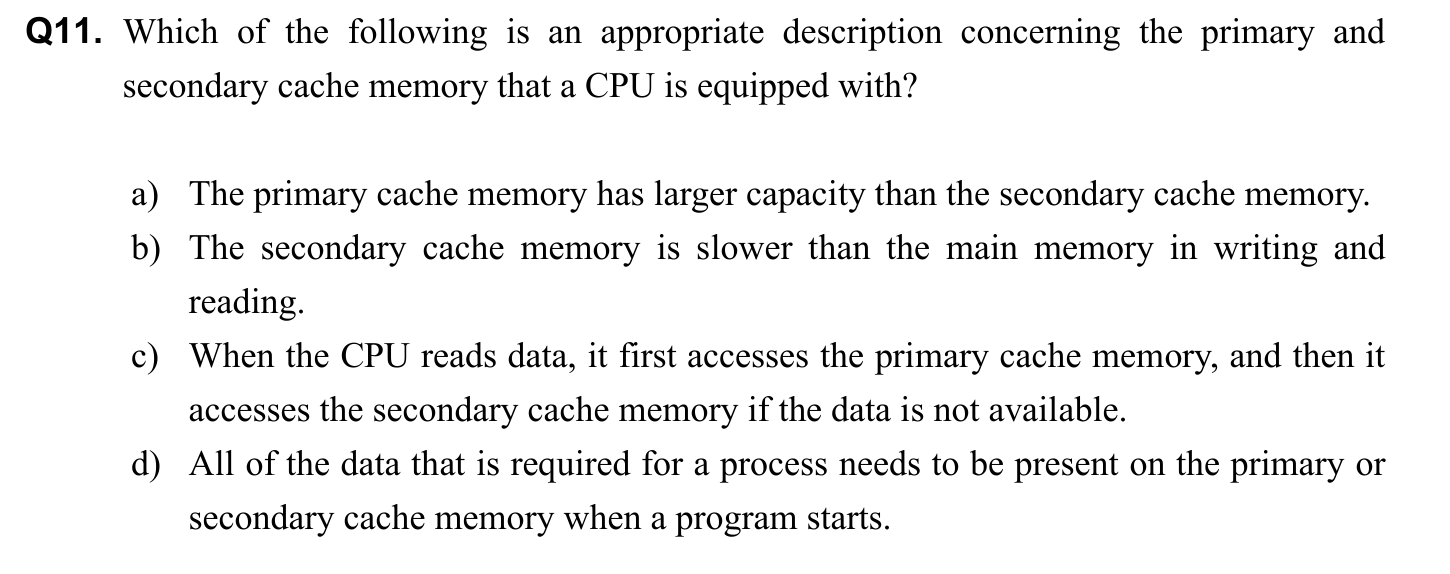 Q11. Which of the following is an appropriate description concerning the primary and
secondary cache memory that a CPU is equipped with?
a) The primary cache memory has larger capacity than the secondary cache memory.
b) The secondary cache memory is slower than the main memory in writing and
reading.
c) When the CPU reads data, it first accesses the primary cache memory, and then it
accesses the secondary cache memory if the data is not available.
d) All of the data that is required for a process needs to be present on the primary or
secondary cache memory when a program starts.